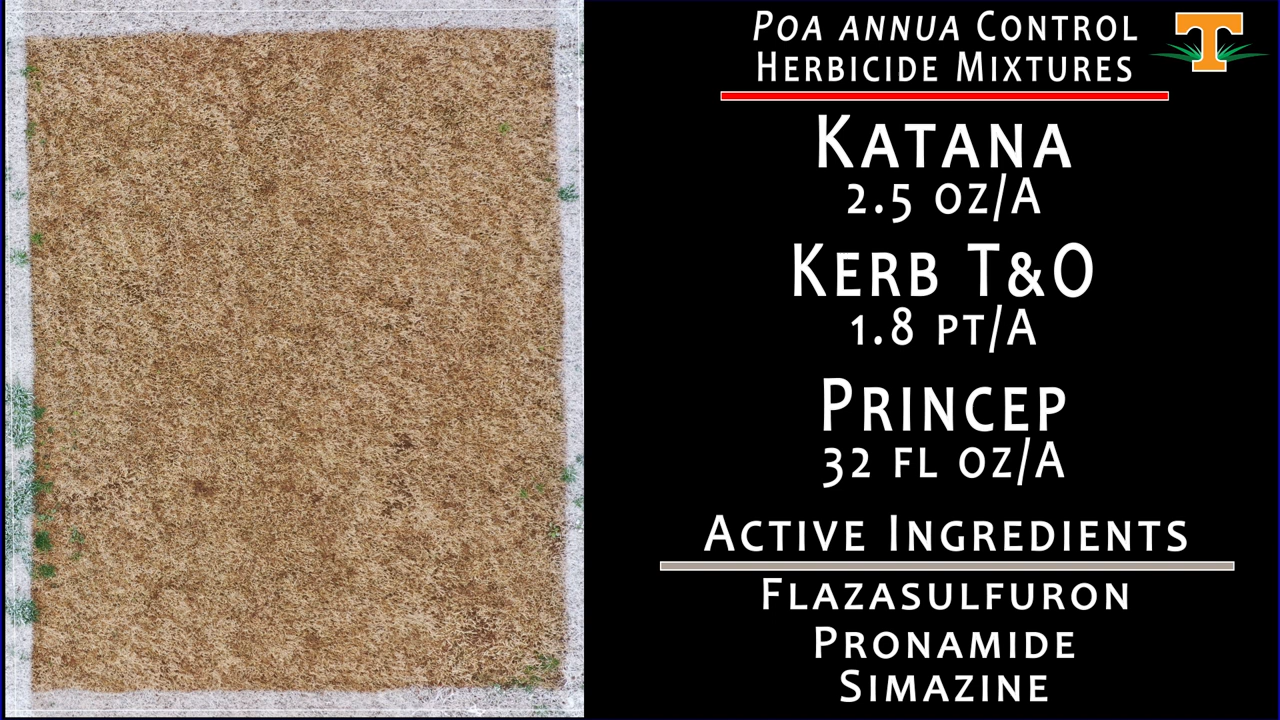 POA ANNUA CONTROL
HERBICIDE MIXTURES
T
KATANA
2.5 OZ/A
KERB T&O
1.8 PT/A
PRINCEP
32 FL OZ/A
ACTIVE INGREDIENTS
FLAZASULFURON
PRONAMIDE
SIMAZINE